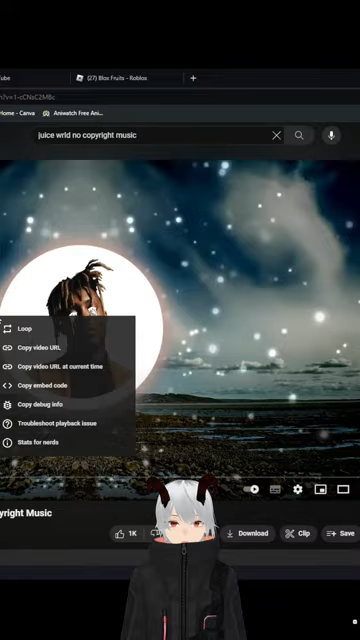 ube
(27) Blox Fruits - Roblox
n?v=1-cCNsC2M8c
Home - Canva
Aniwatch Free Ani...
juice wrld no copyright music
Loop
Copy video URL
Copy video URL at current time
Copy embed code
Copy debug info
Troubleshoot playback issue
Stats for nerds
yright Music
1K
Download
Clip
Save